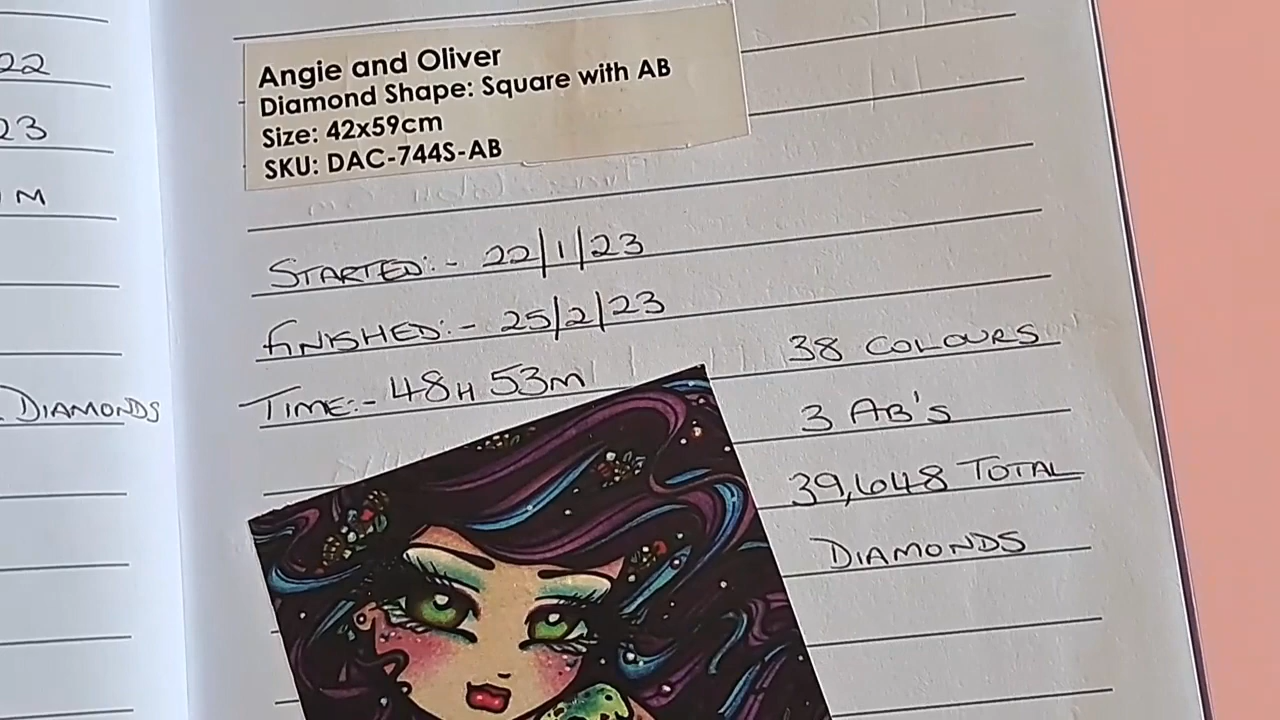 22
23
M
DIAMONDS
Angie and Oliver
Diamond Shape: Square with AB
Size: 42x59cm
SKU: DAC-744S-AB
STARTED:- 22/1/23
FINISHED:- 25/2/23
TIME:- 48H 53M
38 COLOURS
3 AB's
39,648 TOTAL
DIAMONDS